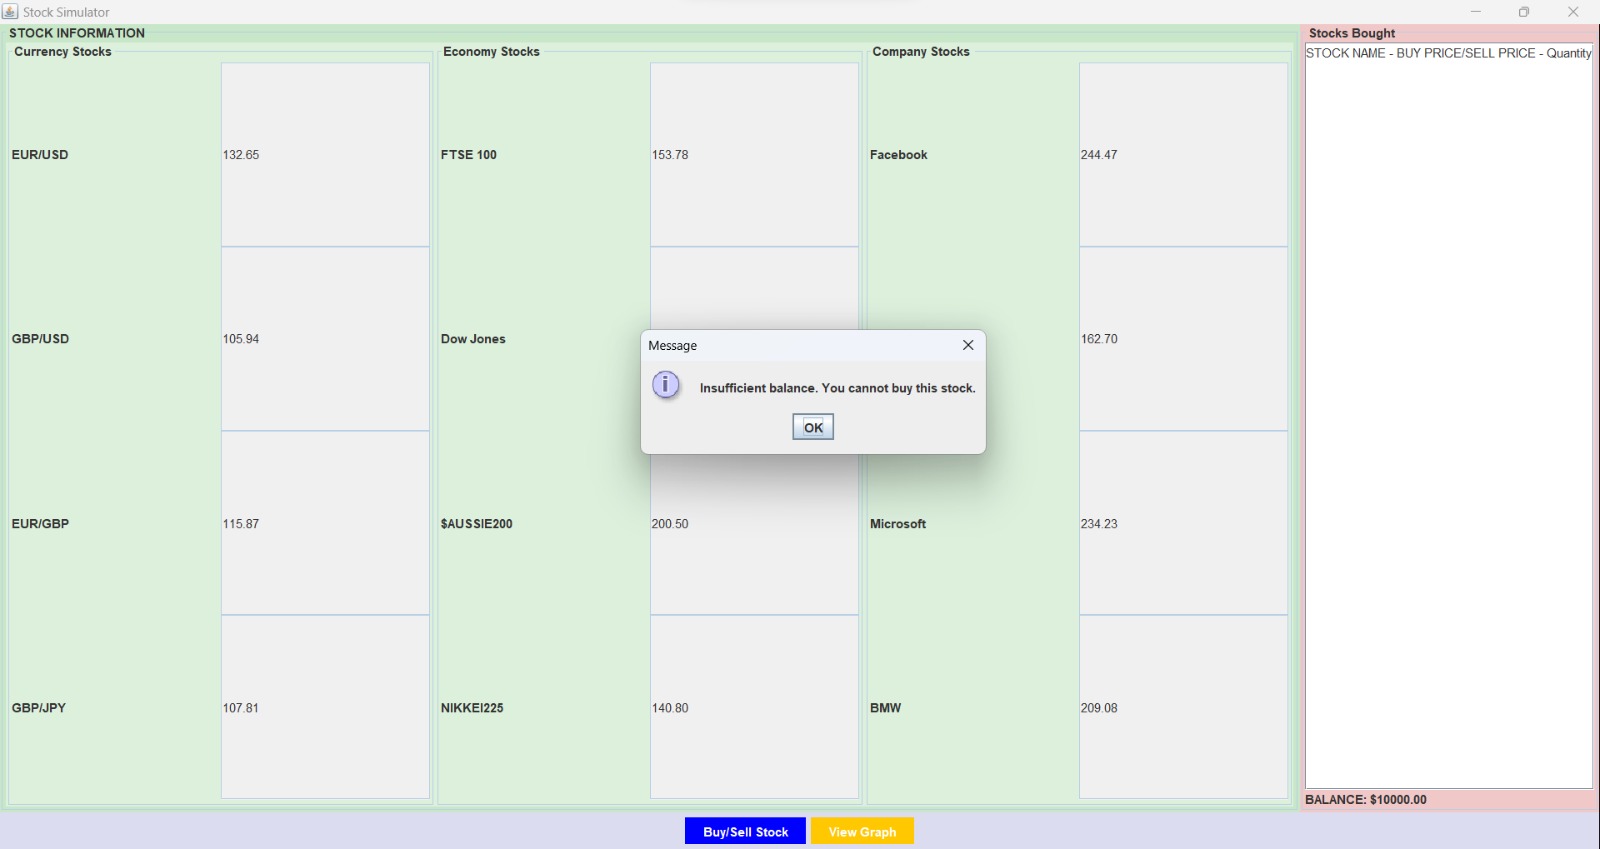 Stock Simulator
STOCK INFORMATION
Stocks Bought
Currency Stocks
Economy Stocks
Company Stocks
STOCK NAME - BUY PRICE/SELL PRICE - Quantity
EUR/USD 132.65 FTSE 100 153.78 Facebook 244.47
GBP/USD 105.94 Dow Jones 162.70
Message
Insufficient balance. You cannot buy this stock.
OK
EUR/GBP 115.87 $AUSSIE200 200.50 Microsoft 234.23
GBP/JPY 107.81 NIKKEI225 140.80 BMW 209.08
BALANCE: $10000.00
Buy/Sell Stock
View Graph